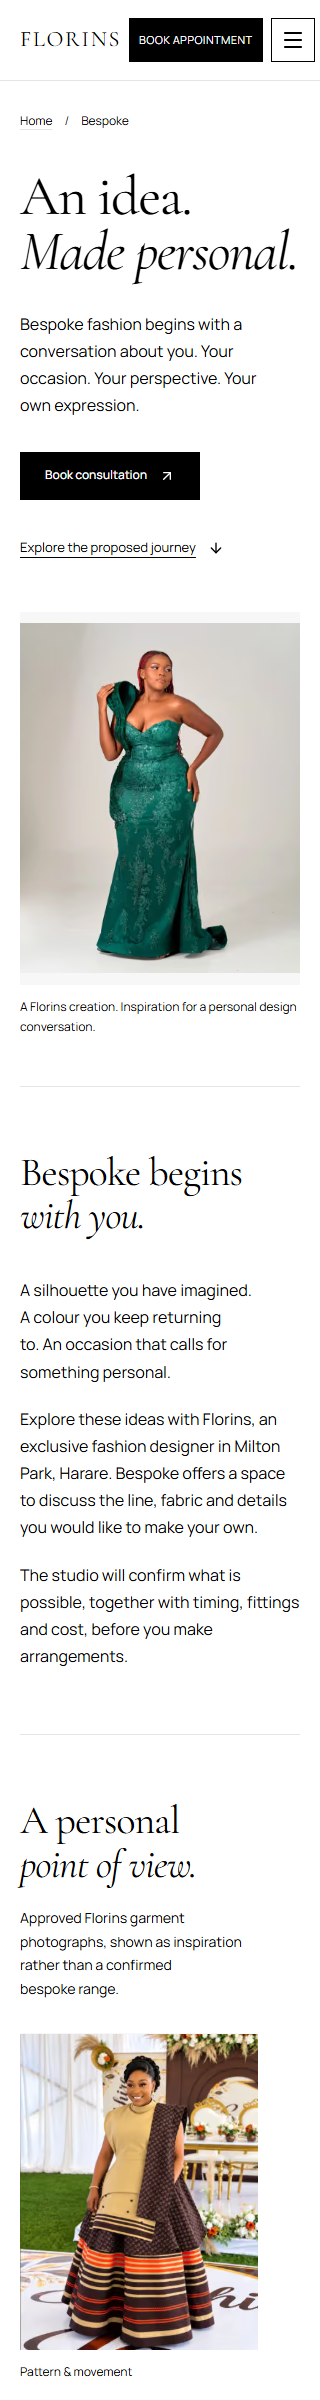 FLORINS
BOOK APPOINTMENT
Home / Bespoke
An idea.
Made personal.
Bespoke fashion begins with a
conversation about you. Your
occasion. Your perspective. Your
own expression.
Book consultation
Explore the proposed journey
A Florins creation. Inspiration for a personal design
conversation.
Bespoke begins
with you.
A silhouette you have imagined.
A colour you keep returning
to. An occasion that calls for
something personal.
Explore these ideas with Florins, an
exclusive fashion designer in Milton
Park, Harare. Bespoke offers a space
to discuss the line, fabric and details
you would like to make your own.
The studio will confirm what is
possible, together with timing, fittings
and cost, before you make
arrangements.
A personal
point of view.
Approved Florins garment
photographs, shown as inspiration
rather than a confirmed
bespoke range.
Pattern & movement